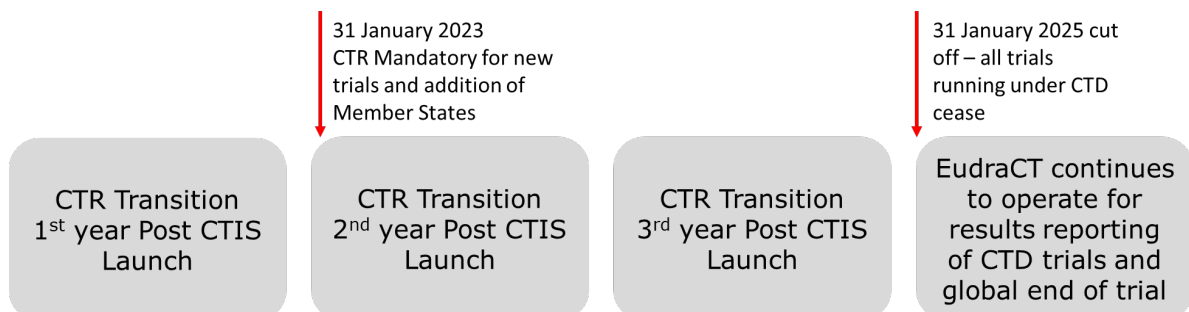 31 January 2023
CTR Mandatory for new
trials and addition of
Member States
31 January 2025 cut
off – all trials
running under CTD
cease
CTR Transition
1st year Post CTIS
Launch
CTR Transition
2nd year Post CTIS
Launch
CTR Transition
3rd year Post CTIS
Launch
EudraCT continues
to operate for
results reporting
of CTD trials and
global end of trial